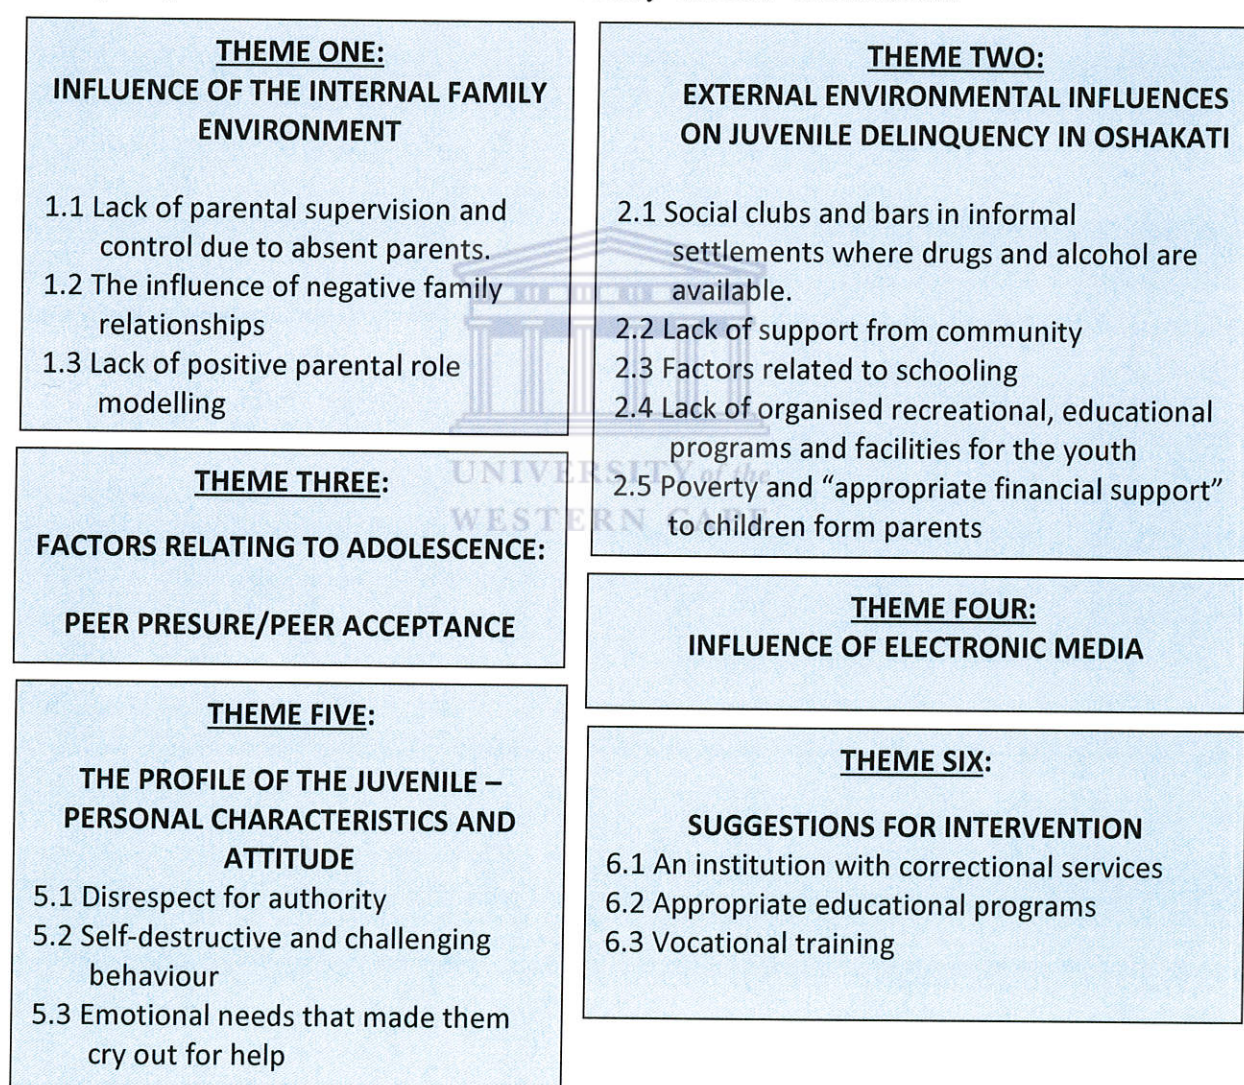 THEME ONE:
INFLUENCE OF THE INTERNAL FAMILY
ENVIRONMENT
1.1 Lack of parental supervision and
control due to absent parents.
1.2 The influence of negative family
relationships
1.3 Lack of positive parental role
modelling
THEME TWO:
EXTERNAL ENVIRONMENTAL INFLUENCES
ON JUVENILE DELINQUENCY IN OSHAKATI
2.1 Social clubs and bars in informal
settlements where drugs and alcohol are
available.
2.2 Lack of support from community
2.3 Factors related to schooling
2.4 Lack of organised recreational, educational
programs and facilities for the youth
2.5 Poverty and “appropriate financial support”
to children form parents
THEME THREE:
FACTORS RELATING TO ADOLESCENCE:
PEER PRESURE/PEER ACCEPTANCE
THEME FOUR:
INFLUENCE OF ELECTRONIC MEDIA
THEME FIVE:
THE PROFILE OF THE JUVENILE –
PERSONAL CHARACTERISTICS AND
ATTITUDE
5.1 Disrespect for authority
5.2 Self-destructive and challenging
behaviour
5.3 Emotional needs that made them
cry out for help
THEME SIX:
SUGGESTIONS FOR INTERVENTION
6.1 An institution with correctional services
6.2 Appropriate educational programs
6.3 Vocational training
UNIVERSITY of the
WESTERN CAPE